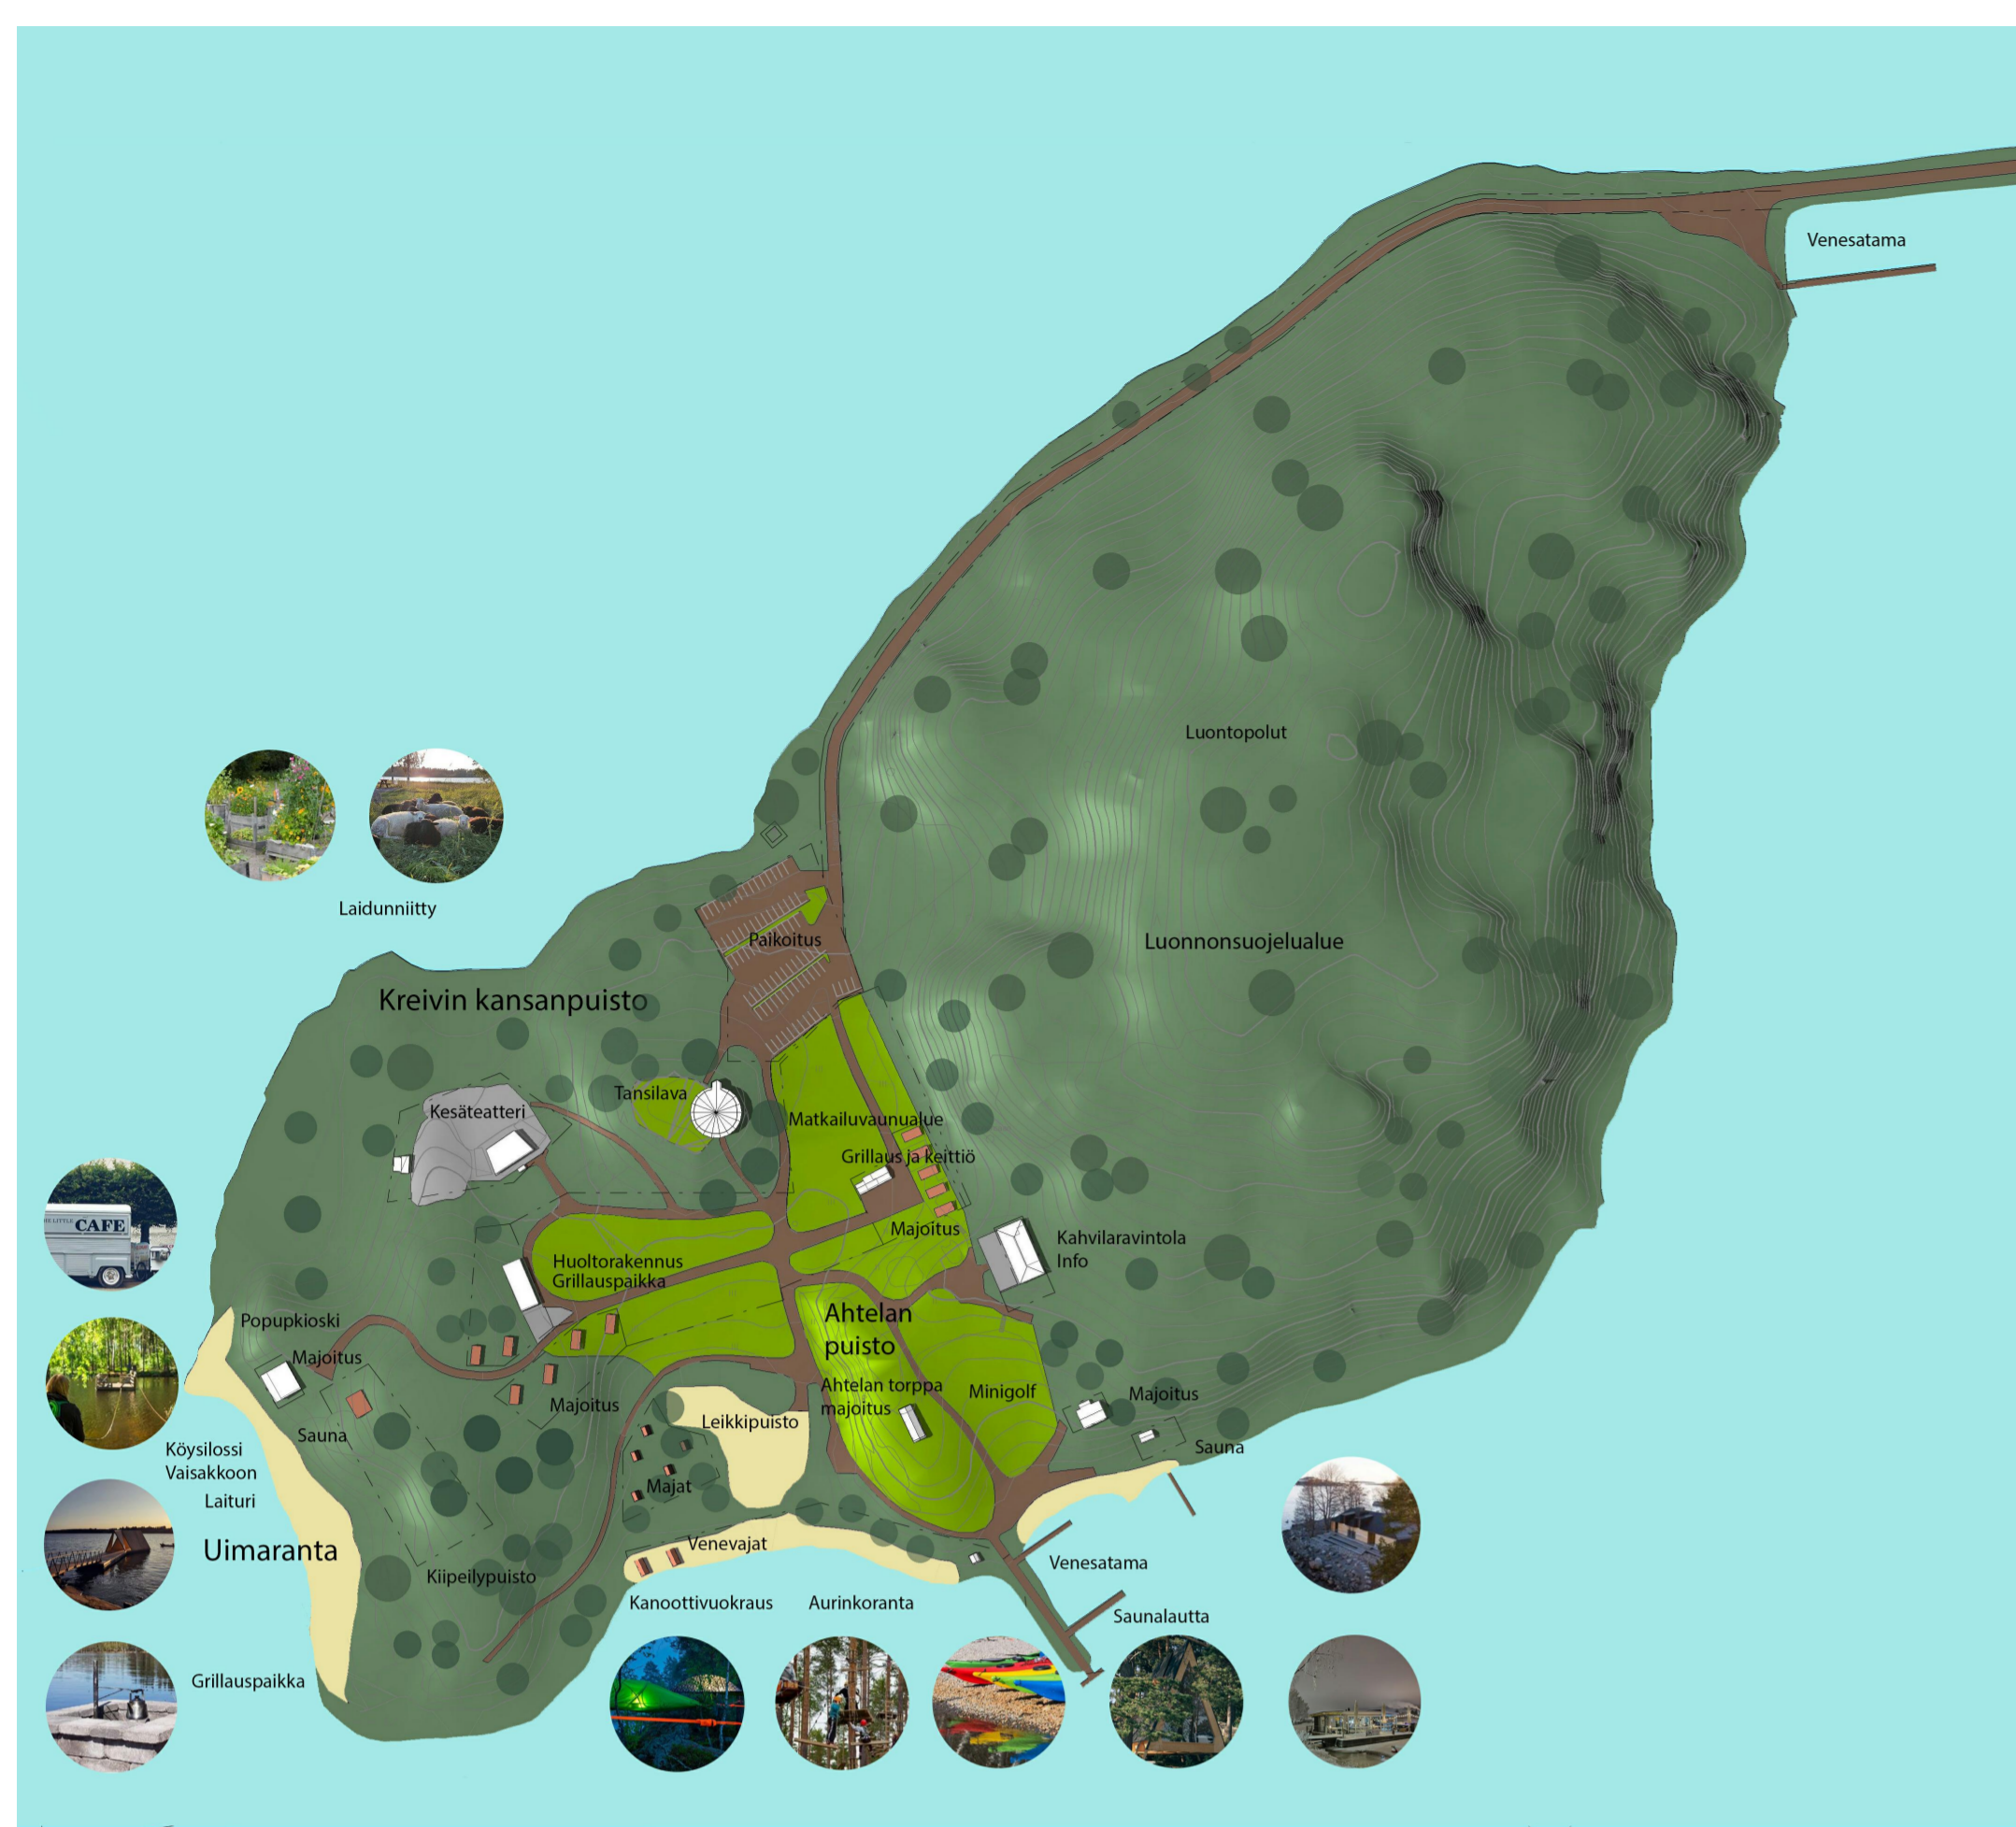 Venesatama
Luontopolut
Laidunniitty
Paikoitus
Luonnonsuojelualue
Kreivin kansanpuisto
Tansilava
Kesäteatteri
Matkailuvaunualue
Grillaus ja keittiö
Majoitus
Kahvilaravintola
Info
CAFE
Huoltorakennus
Grillauspaikka
Ahtelan
puisto
Popupkioski
Majoitus
Ahtelan torppa
majoitus
Minigolf
Majoitus
Majoitus
Leikkipuisto
Sauna
Sauna
Köysilossi
Vaisakkoon
Laituri
Majat
Uimaranta
Venevajat
Venesatama
Kiipeilypuisto
Kanoottivuokraus
Aurinkoranta
Saunalautta
Grillauspaikka